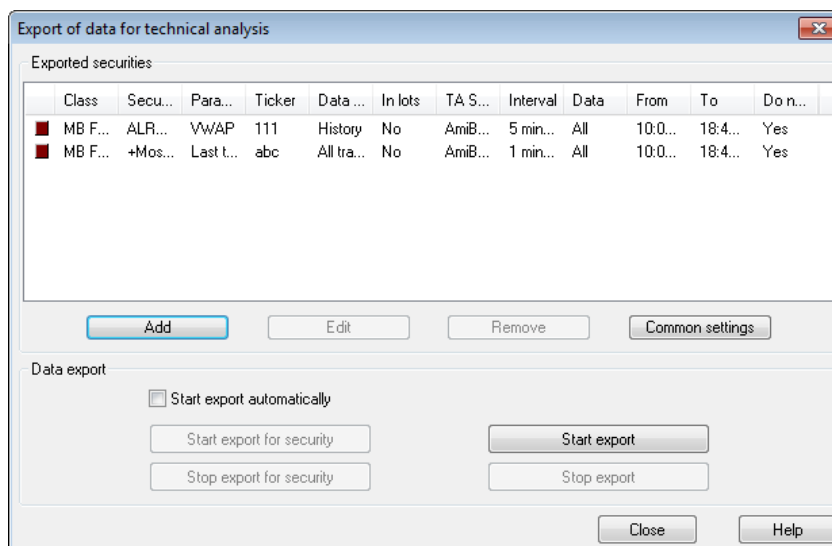 Export of data for technical analysis
Exported securities
Class Secu... Para... Ticker Data ... In lots TA S... Interval Data From To Do n...
MB F... ALR... VWAP 111 History No AmiB... 5 min... All 10:0... 18:4... Yes
MB F... +Mos... Last t... abc All tra... No AmiB... 1 min... All 10:0... 18:4... Yes
Add Edit Remove Common settings
Data export
Start export automatically
Start export for security Start export
Stop export for security Stop export
Close Help